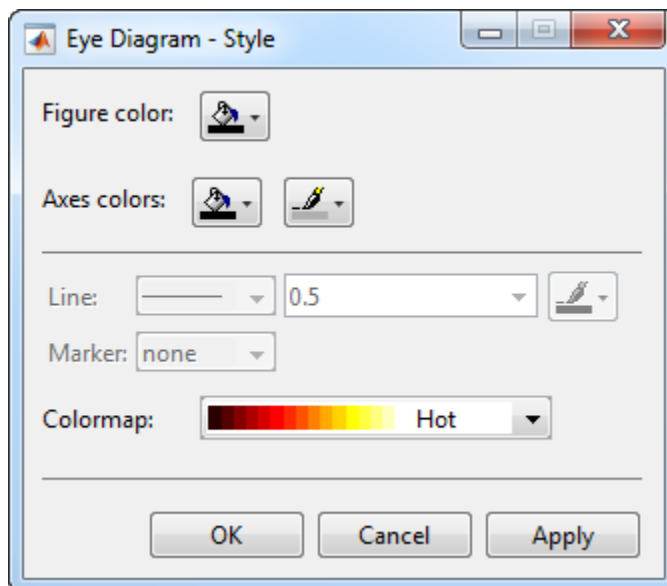 Eye Diagram - Style
Figure color:
Axes colors:
Line: 0.5
Marker: none
Colormap: Hot
OK Cancel Apply